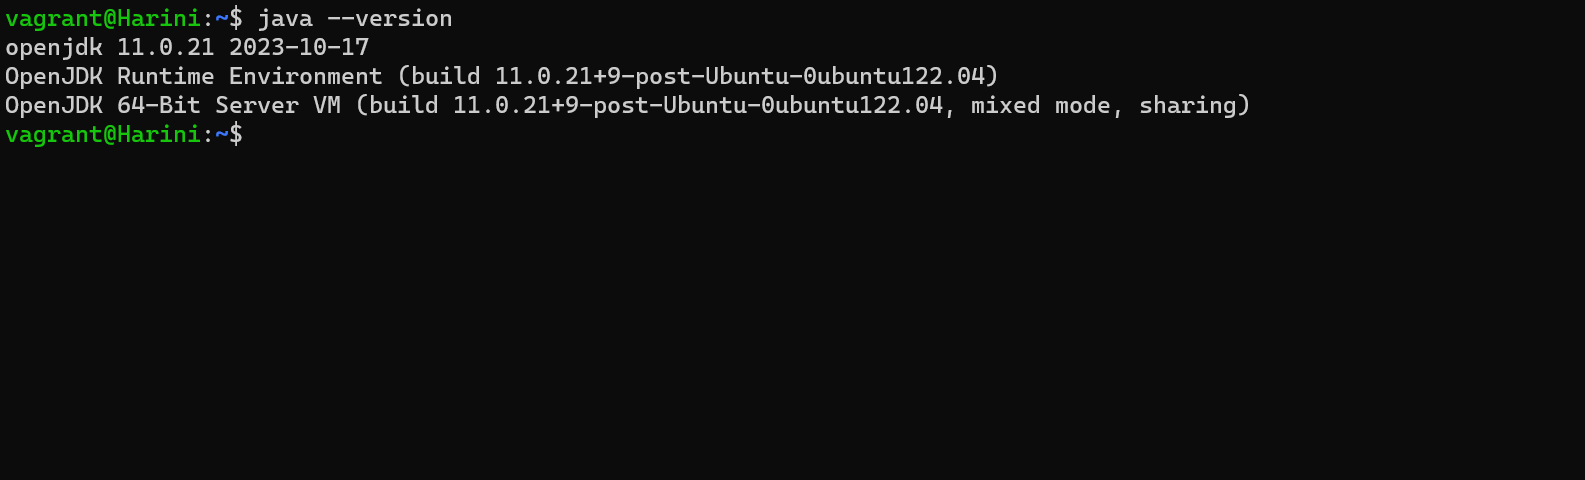 vagrant@Harini:~$ java --version
openjdk 11.0.21 2023-10-17
OpenJDK Runtime Environment (build 11.0.21+9-post-Ubuntu-0ubuntu122.04)
OpenJDK 64-Bit Server VM (build 11.0.21+9-post-Ubuntu-0ubuntu122.04, mixed mode, sharing)
vagrant@Harini:~$